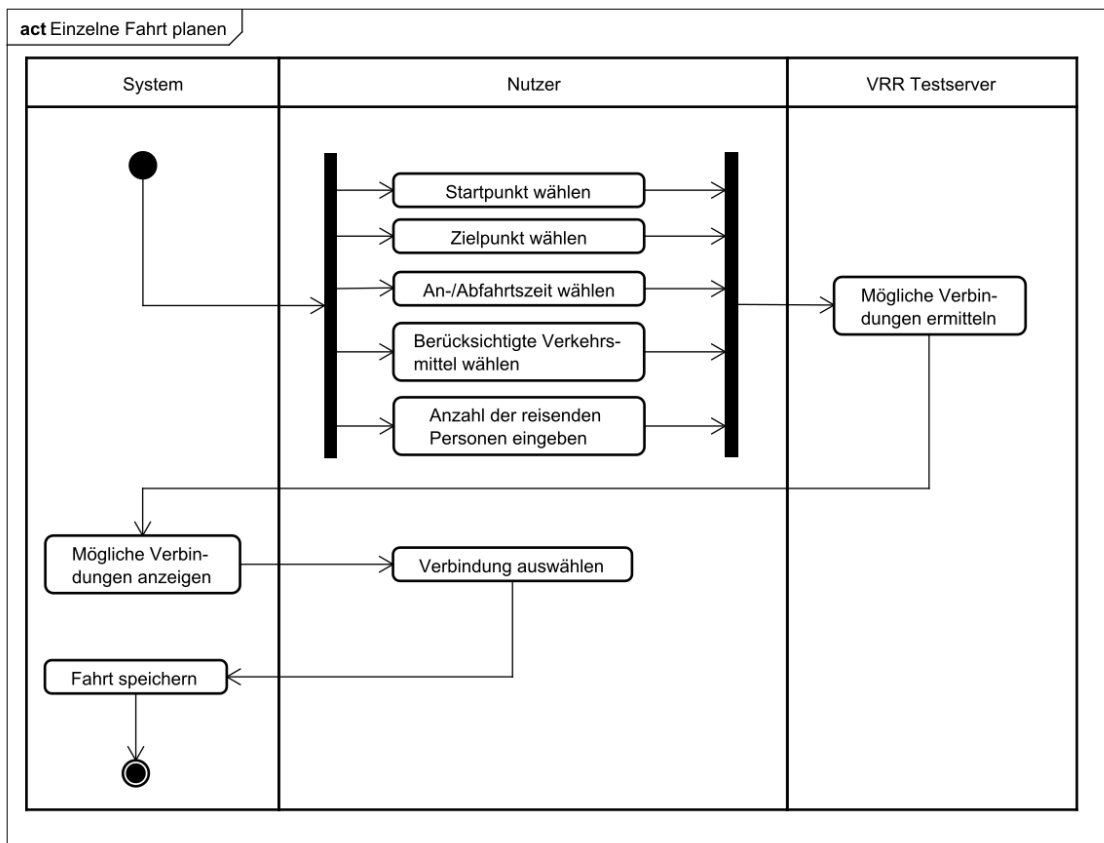 act Einzelne Fahrt planen
System
Nutzer
VRR Testserver
Startpunkt wählen
Zielpunkt wählen
An-/Abfahrtszeit wählen
Berücksichtigte Verkehrs-
mittel wählen
Anzahl der reisenden
Personen eingeben
Mögliche Verbin-
dungen ermitteln
Mögliche Verbin-
dungen anzeigen
Verbindung auswählen
Fahrt speichern